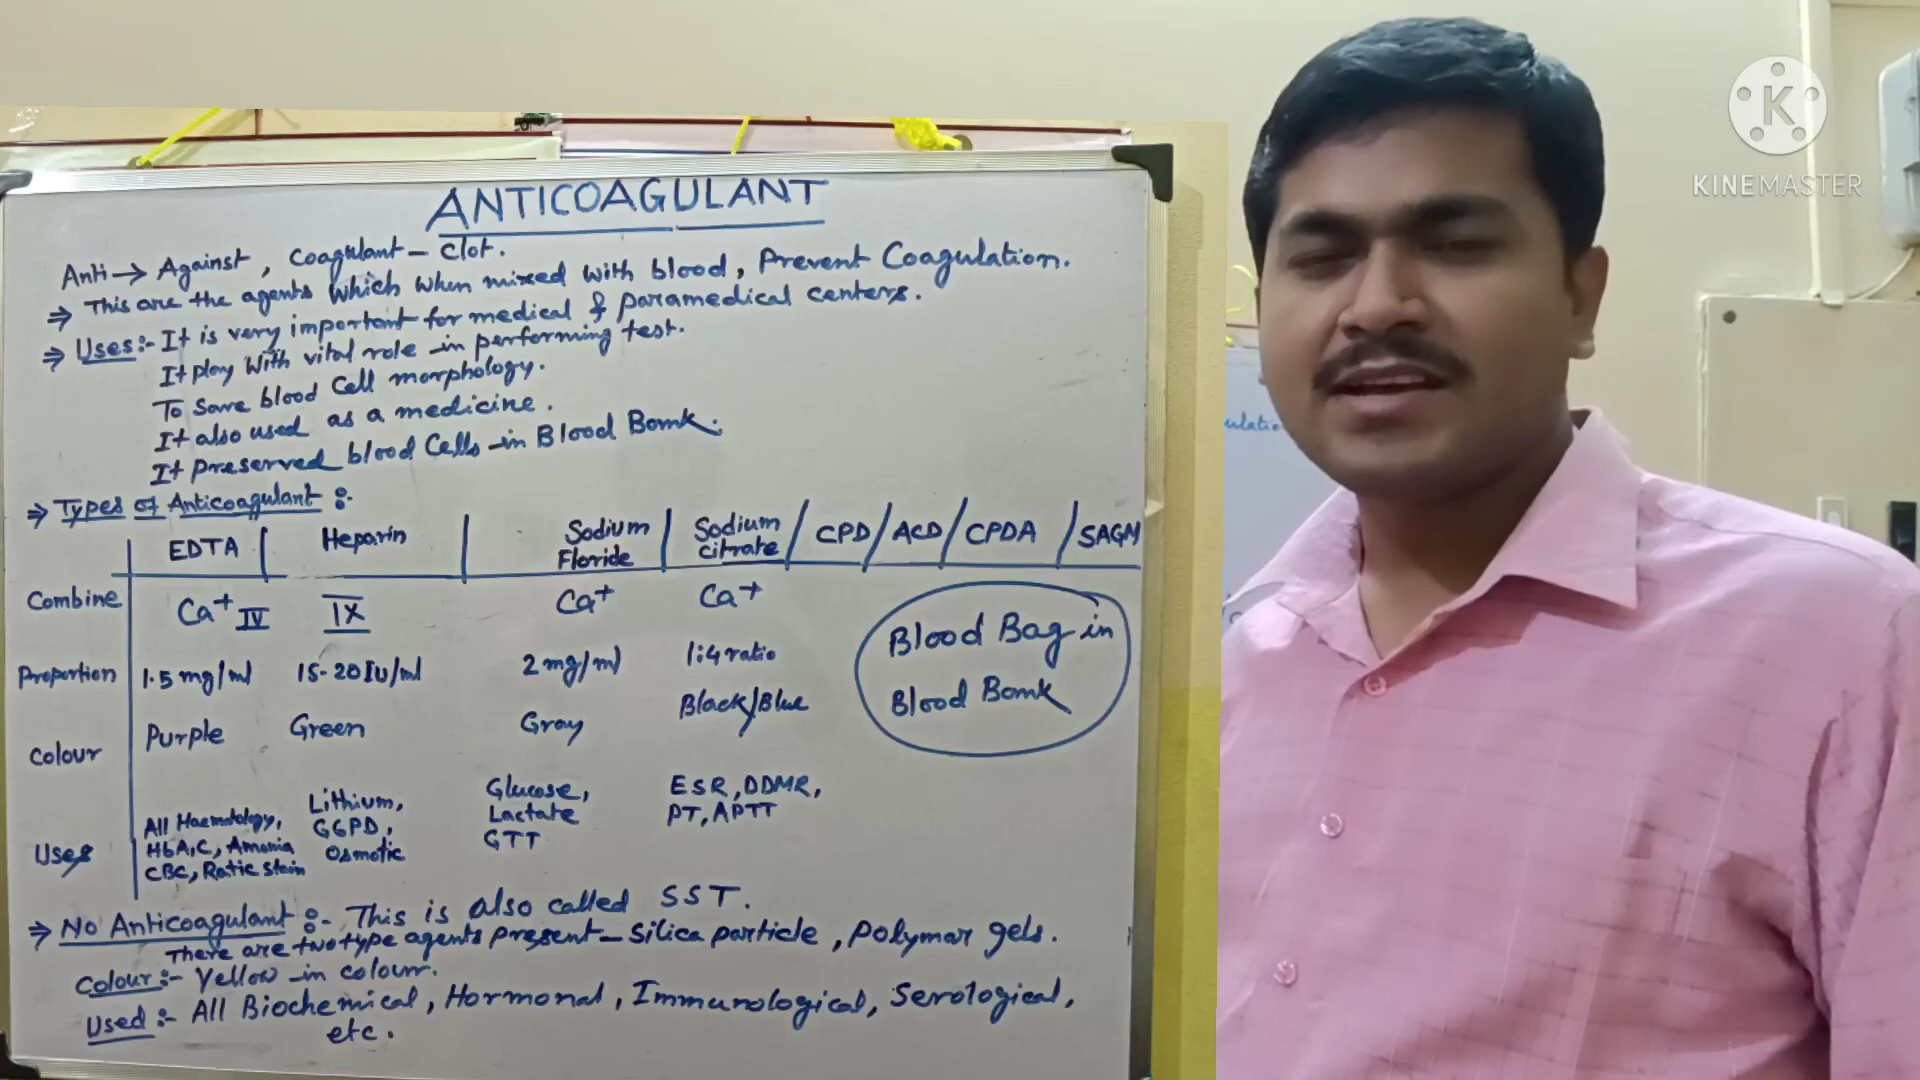 ANTICOAGULANT
Anti → Against, Coagulant - Clot.
⇒ This are the agents which when mixed with blood, Prevent Coagulation.
⇒ Uses:- It is very important for medical & paramedical centers.
It play with vital role in performing test.
To save blood Cell morphology.
It also used as a medicine.
It preserved blood Cells in Blood Bank.
⇒ Types of Anticoagulant :-
EDTA | Heparin | Sodium Floride | Sodium citrate / CPD / ACD / CPDA / SAGM
Combine Ca+ IV IX Ca+ Ca+
Proportion 1.5 mg/ml 15-20 IU/ml 2 mg/ml 1:4 ratio
Colour Purple Green Gray Black/Blue
Blood Bag in
Blood Bank
Uses
All Haematology,
HbA,C, Amonia
CBC, Ratic stain
Lithium,
GGPD,
Osmotic
Glucose,
Lactate
GTT
ESR, DDMR,
PT, APTT
⇒ No Anticoagulant :- This is also called SST.
There are two type agents present - Silica particle, polymar gels.
Colour :- Yellow in colour.
Used :- All Biochemical, Hormonal, Immunological, Serological,
etc.
ulatio
K
KINEMASTER